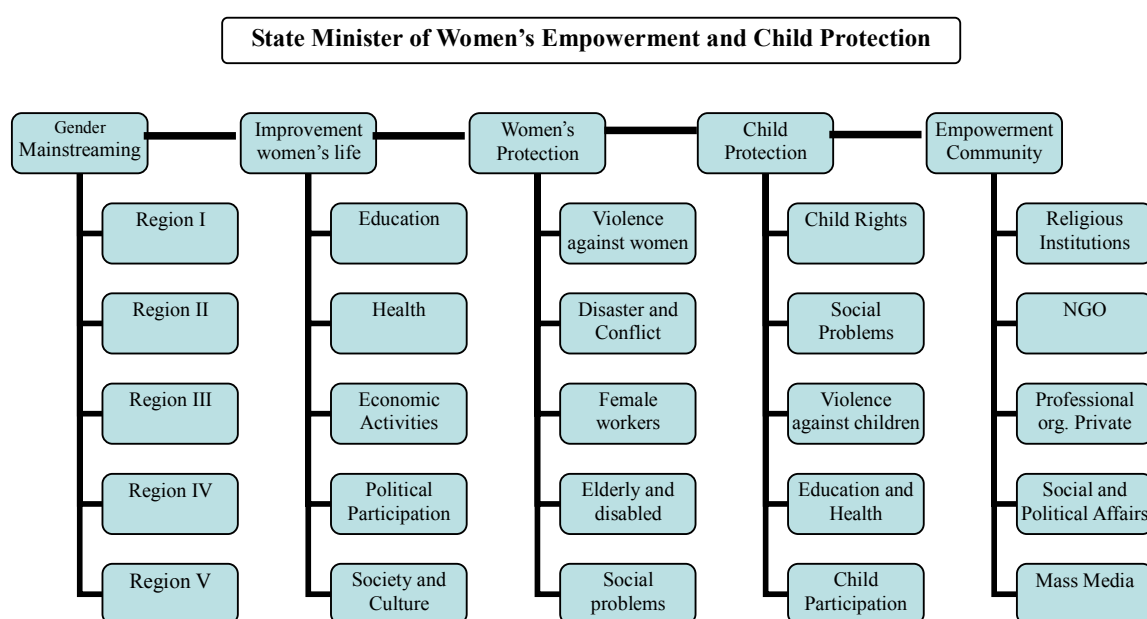 State Minister of Women’s Empowerment and Child Protection
Gender
Mainstreaming
Improvement
women’s life
Women’s
Protection
Child
Protection
Empowerment
Community
Region I
Region II
Region III
Region IV
Region V
Education
Health
Economic
Activities
Political
Participation
Society and
Culture
Violence
against women
Disaster and
Conflict
Female
workers
Elderly and
disabled
Social
problems
Child Rights
Social
Problems
Violence
against children
Education and
Health
Child
Participation
Religious
Institutions
NGO
Professional
org. Private
Social and
Political Affairs
Mass Media